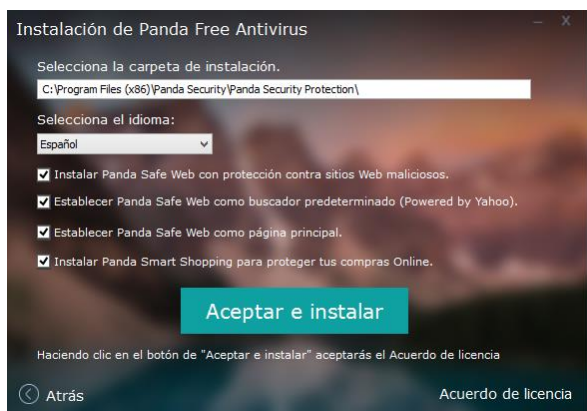 Instalación de Panda Free Antivirus
Selecciona la carpeta de instalación.
C:\Program Files (x86)\Panda Security\Panda Security Protection\
Selecciona el idioma:
Español
Instalar Panda Safe Web con protección contra sitios Web maliciosos.
Establecer Panda Safe Web como buscador predeterminado (Powered by Yahoo).
Establecer Panda Safe Web como página principal.
Instalar Panda Smart Shopping para proteger tus compras Online.
Aceptar e instalar
Haciendo clic en el botón de "Aceptar e instalar" aceptarás el Acuerdo de licencia
Atrás
Acuerdo de licencia